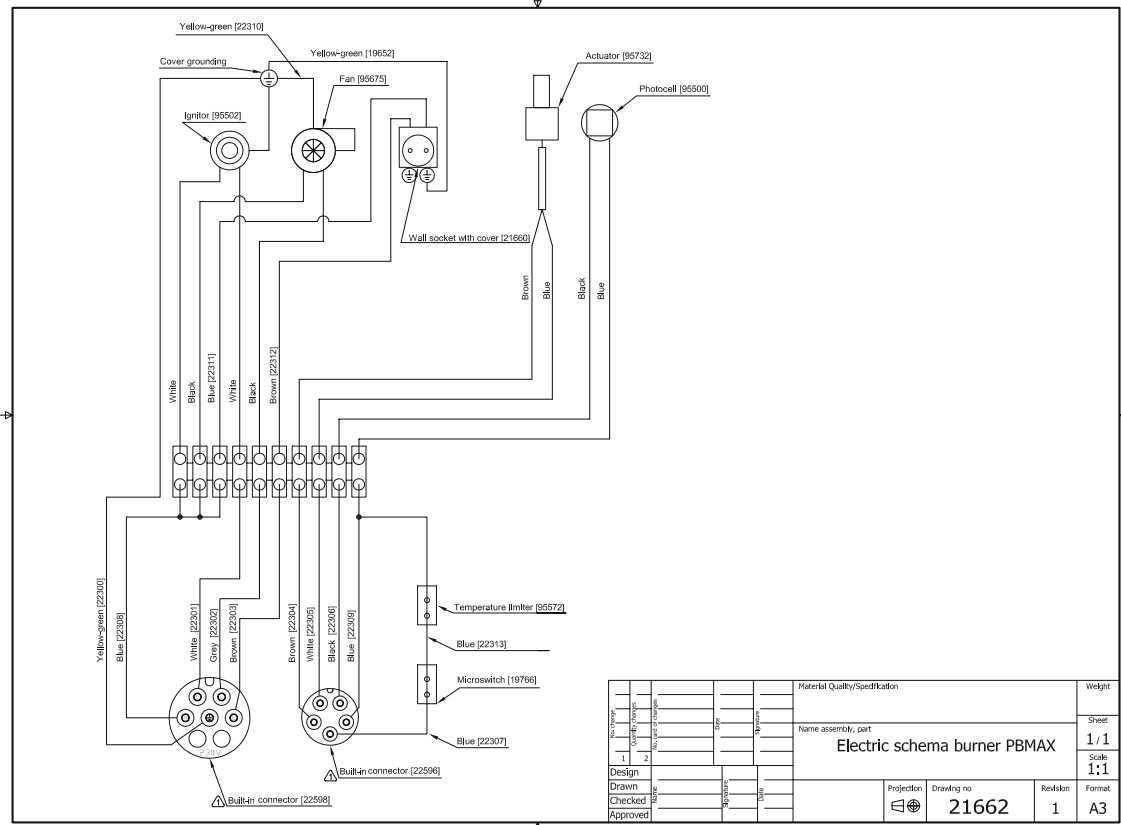 Yellow-green [22310]
Yellow-green [19652]
Cover grounding
Fan [95675]
Actuator [95732]
Photocell [95500]
Ignitor [95502]
Wall socket with cover [21660]
Brown
Blue
Black
Blue
White
Black
Blue [22311]
White
Black
Brown [22312]
Yellow-green [22300]
Blue [22308]
White [22301]
Grey [22302]
Brown [22303]
Brown [22304]
White [22305]
Black [22306]
Blue [22309]
Temperature limiter [95572]
Blue [22313]
Microswitch [19766]
Blue [22307]
230V
Built-in connector [22596]
Built-in connector [22598]
No. change
Quantity changes
No. card of changes
Date
Signature
1 2
Design
Drawn
Checked
Approved
Name
Signature
Date
Material Quality/Specification
Weight
Name assembly, part
Electric schema burner PBMAX
Sheet
1/1
Scale
1:1
Projection
Drawing no
21662
Revision
1
Format
A3